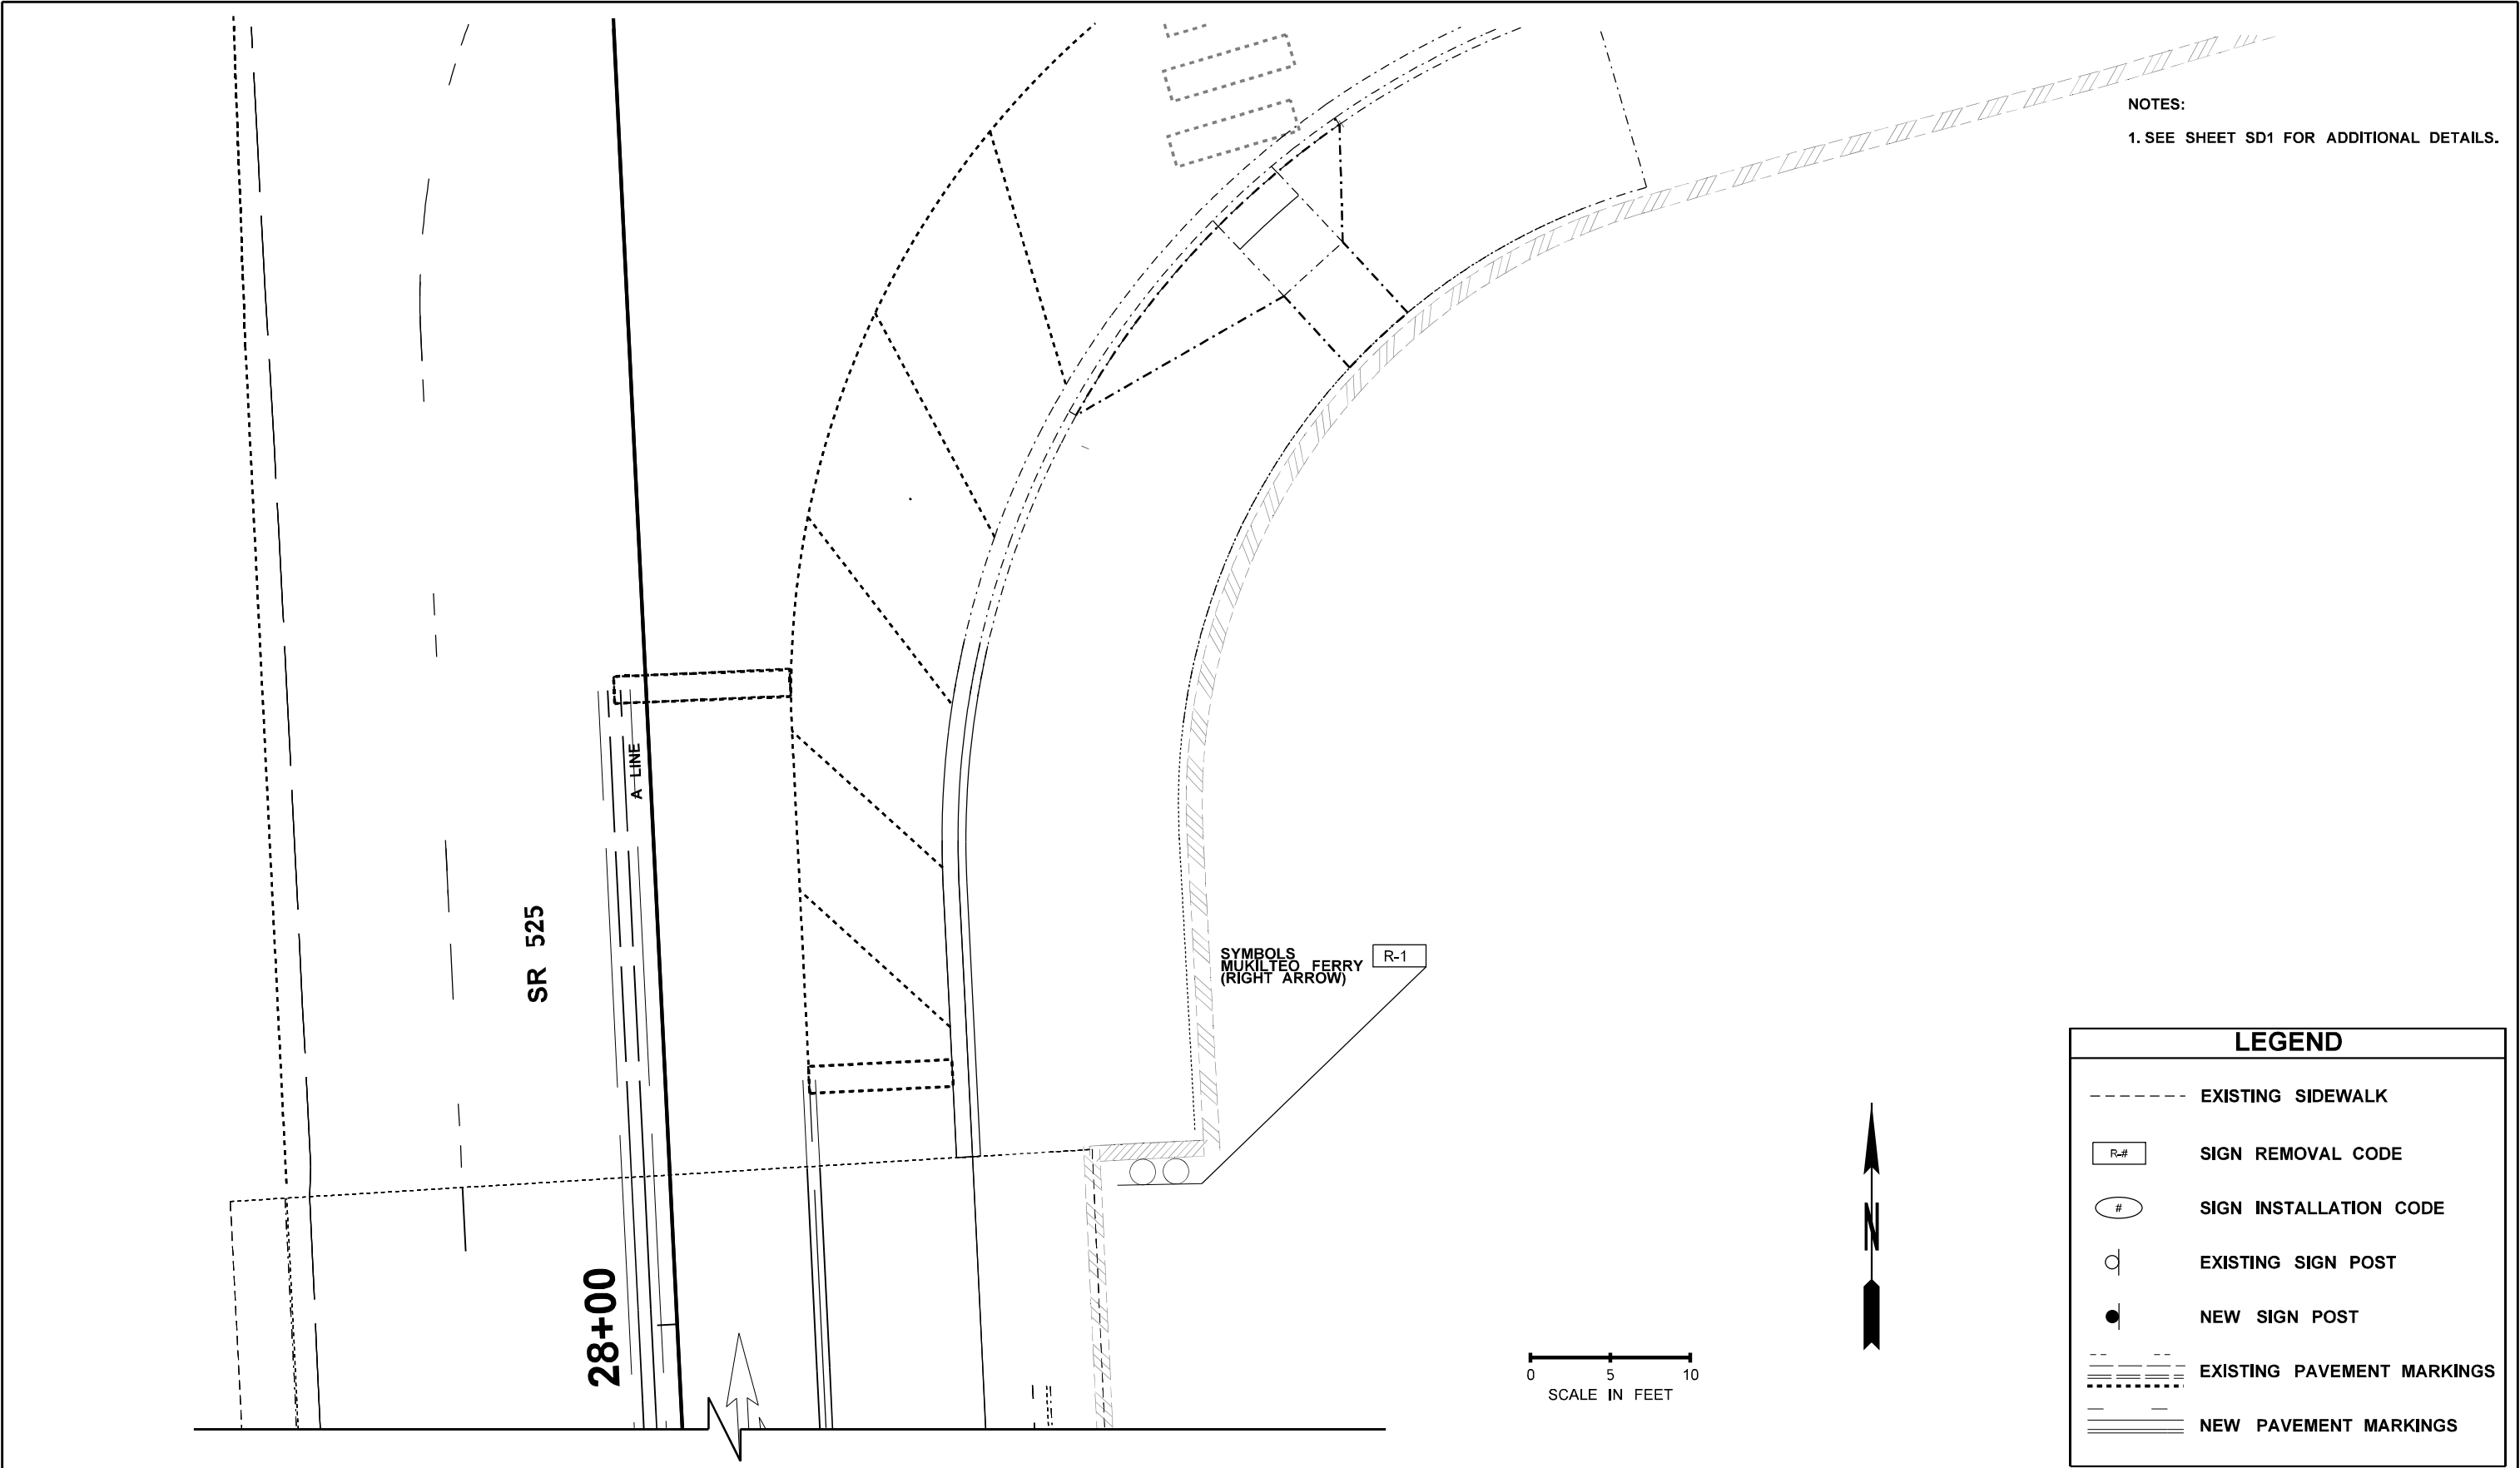 NOTES:
1. SEE SHEET SD1 FOR ADDITIONAL DETAILS.
A LINE
SR 525
28+00
SYMBOLS
MUKILTEO FERRY
(RIGHT ARROW)
R-1
N
0 5 10
SCALE IN FEET
LEGEND
EXISTING SIDEWALK
R-# SIGN REMOVAL CODE
# SIGN INSTALLATION CODE
EXISTING SIGN POST
NEW SIGN POST
EXISTING PAVEMENT MARKINGS
NEW PAVEMENT MARKINGS